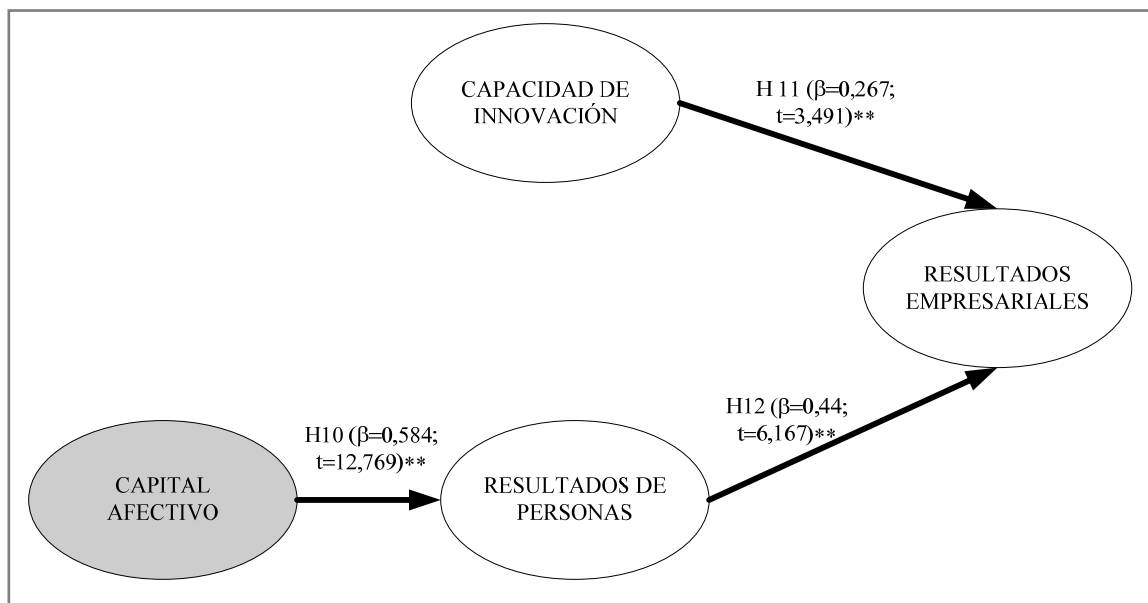 CAPACIDAD DE
INNOVACIÓN
H 11 (β=0,267;
t=3,491)**
RESULTADOS
EMPRESARIALES
H12 (β=0,44;
t=6,167)**
H10 (β=0,584;
t=12,769)**
CAPITAL
AFECTIVO
RESULTADOS DE
PERSONAS